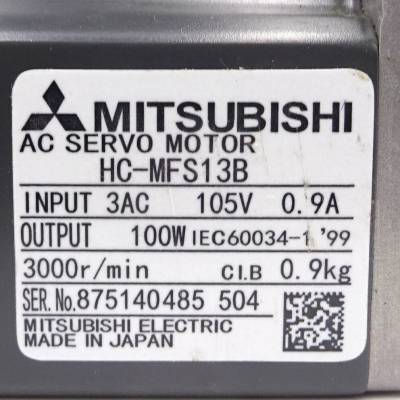 MITSUBISHI
AC SERVO MOTOR
HC-MFS13B
INPUT 3AC 105V 0.9A
OUTPUT 100W IEC60034-1 '99
3000r/min CI.B 0.9kg
SER.No.875140485 504
MITSUBISHI ELECTRIC
MADE IN JAPAN